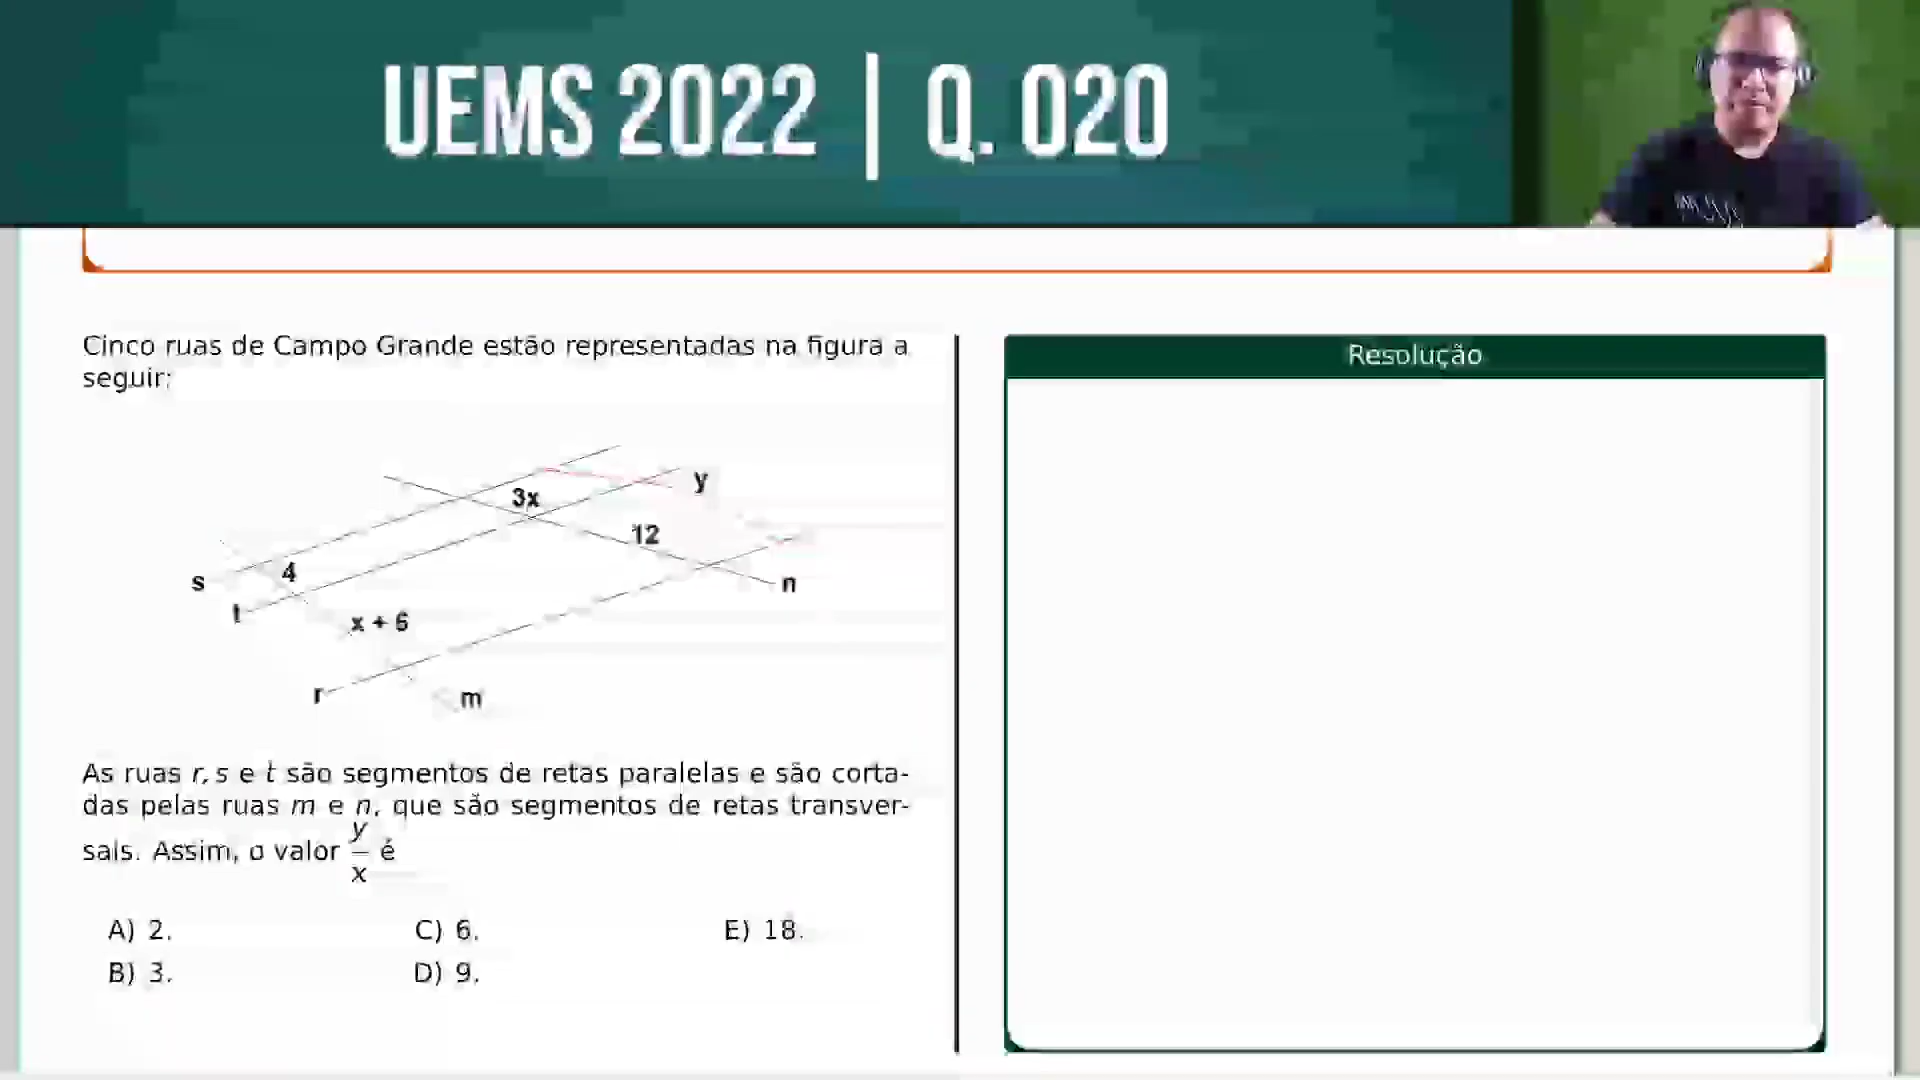 UEMS 2022 | Q. 020
Cinco ruas de Campo Grande estão representadas na figura a
seguir:
y
3x
12
s
4
n
t
x + 6
r
m
As ruas r, s e t são segmentos de retas paralelas e são corta-
das pelas ruas m e n, que são segmentos de retas transver-
sais. Assim, o valor y/x é
A) 2.
C) 6.
E) 18.
B) 3.
D) 9.
Resolução